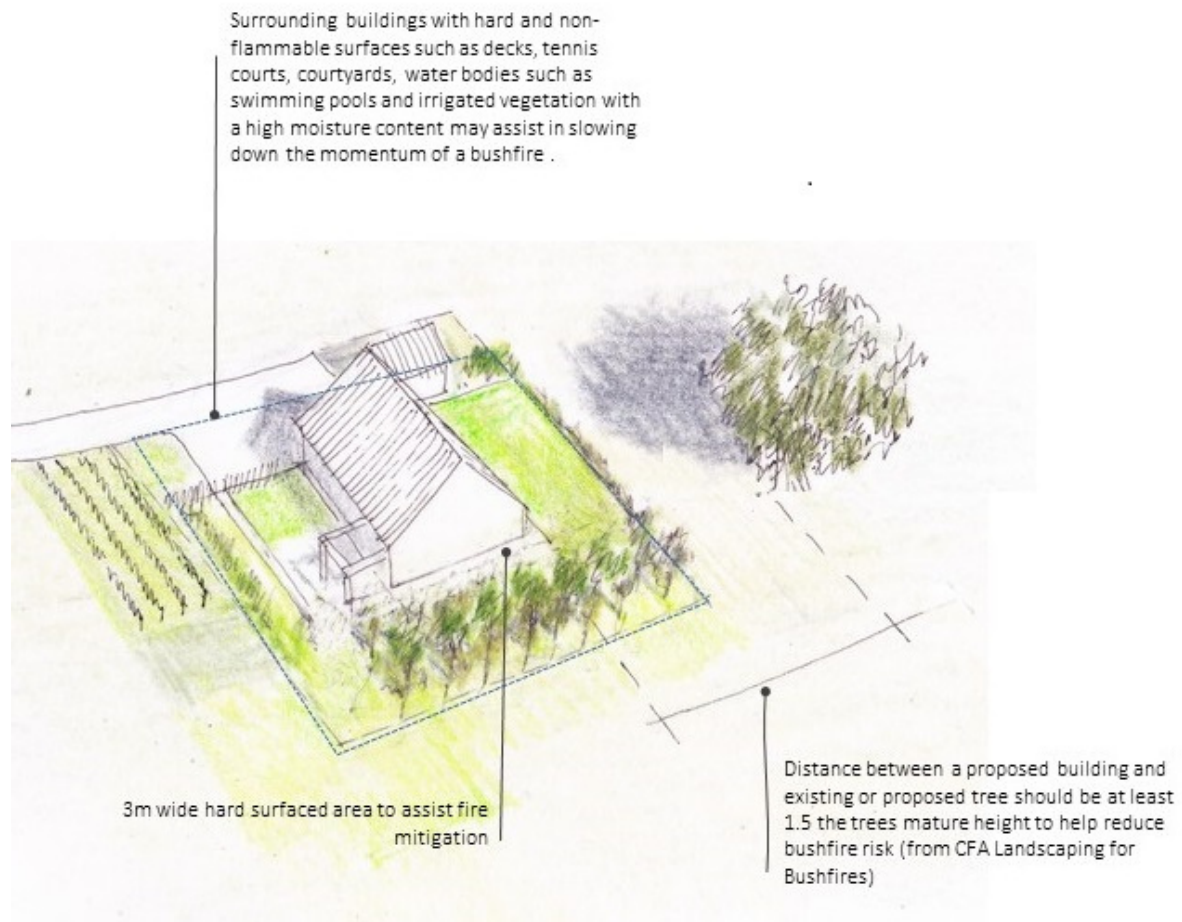 Surrounding buildings with hard and non-
flammable surfaces such as decks, tennis
courts, courtyards, water bodies such as
swimming pools and irrigated vegetation with
a high moisture content may assist in slowing
down the momentum of a bushfire .
3m wide hard surfaced area to assist fire
mitigation
Distance between a proposed building and
existing or proposed tree should be at least
1.5 the trees mature height to help reduce
bushfire risk (from CFA Landscaping for
Bushfires)